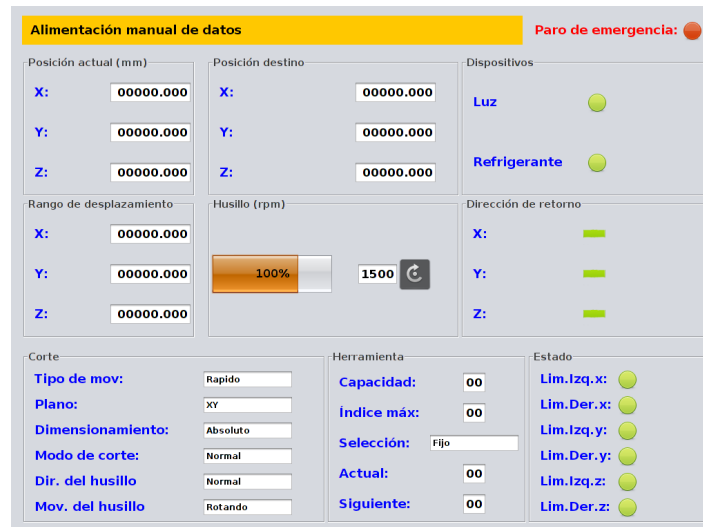 Alimentación manual de datos
Paro de emergencia:
Posición actual (mm)
X: 00000.000
Y: 00000.000
Z: 00000.000
Posición destino
X: 00000.000
Y: 00000.000
Z: 00000.000
Dispositivos
Luz
Refrigerante
Rango de desplazamiento
X: 00000.000
Y: 00000.000
Z: 00000.000
Husillo (rpm)
100% 1500
Dirección de retorno
X:
Y:
Z:
Corte
Tipo de mov: Rapido
Plano: XY
Dimensionamiento: Absoluto
Modo de corte: Normal
Dir. del husillo Normal
Mov. del husillo Rotando
Herramienta
Capacidad: 00
Índice máx: 00
Selección: Fijo
Actual: 00
Siguiente: 00
Estado
Lim.Izq.x:
Lim.Der.x:
Lim.Izq.y:
Lim.Der.y:
Lim.Izq.z:
Lim.Der.z: